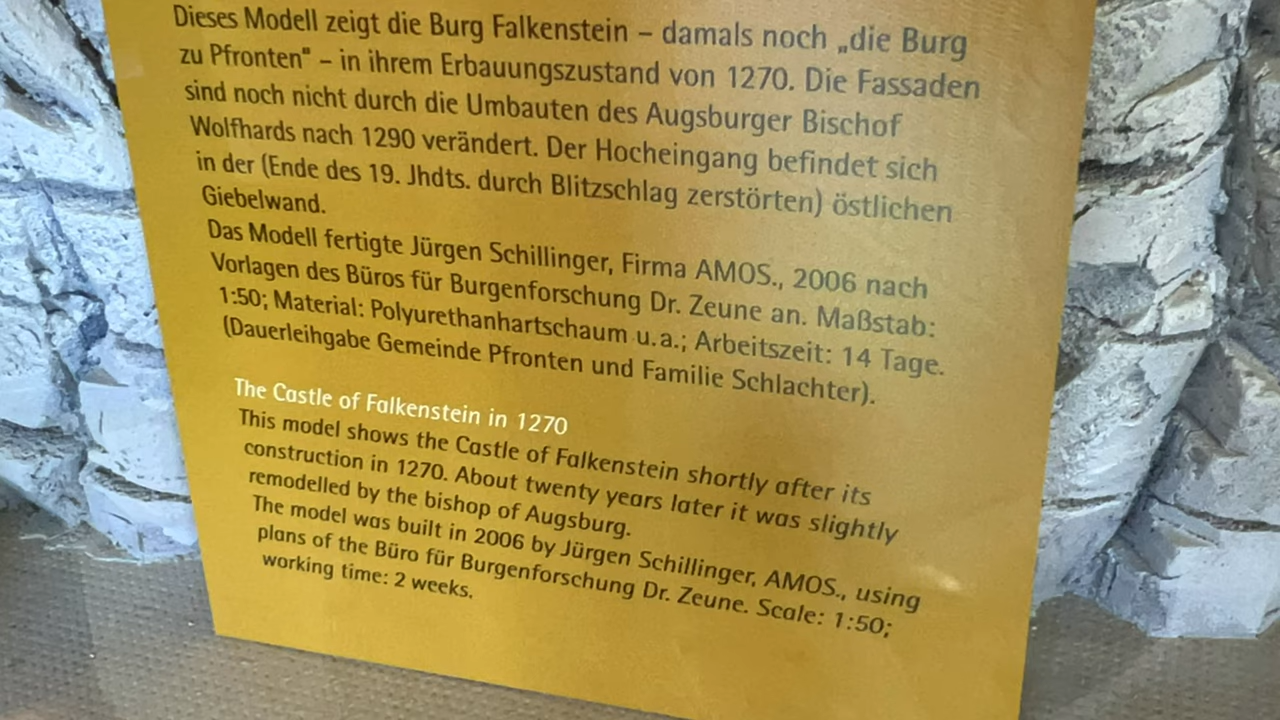 Dieses Modell zeigt die Burg Falkenstein – damals noch „die Burg
zu Pfronten" – in ihrem Erbauungszustand von 1270. Die Fassaden
sind noch nicht durch die Umbauten des Augsburger Bischof
Wolfhards nach 1290 verändert. Der Hocheingang befindet sich
in der (Ende des 19. Jhdts. durch Blitzschlag zerstörten) östlichen
Giebelwand.
Das Modell fertigte Jürgen Schillinger, Firma AMOS., 2006 nach
Vorlagen des Büros für Burgenforschung Dr. Zeune an. Maßstab:
1:50; Material: Polyurethanhartschaum u.a.; Arbeitszeit: 14 Tage.
(Dauerleihgabe Gemeinde Pfronten und Familie Schlachter).
The Castle of Falkenstein in 1270
This model shows the Castle of Falkenstein shortly after its
construction in 1270. About twenty years later it was slightly
remodelled by the bishop of Augsburg.
The model was built in 2006 by Jürgen Schillinger, AMOS., using
plans of the Büro für Burgenforschung Dr. Zeune. Scale: 1:50;
working time: 2 weeks.